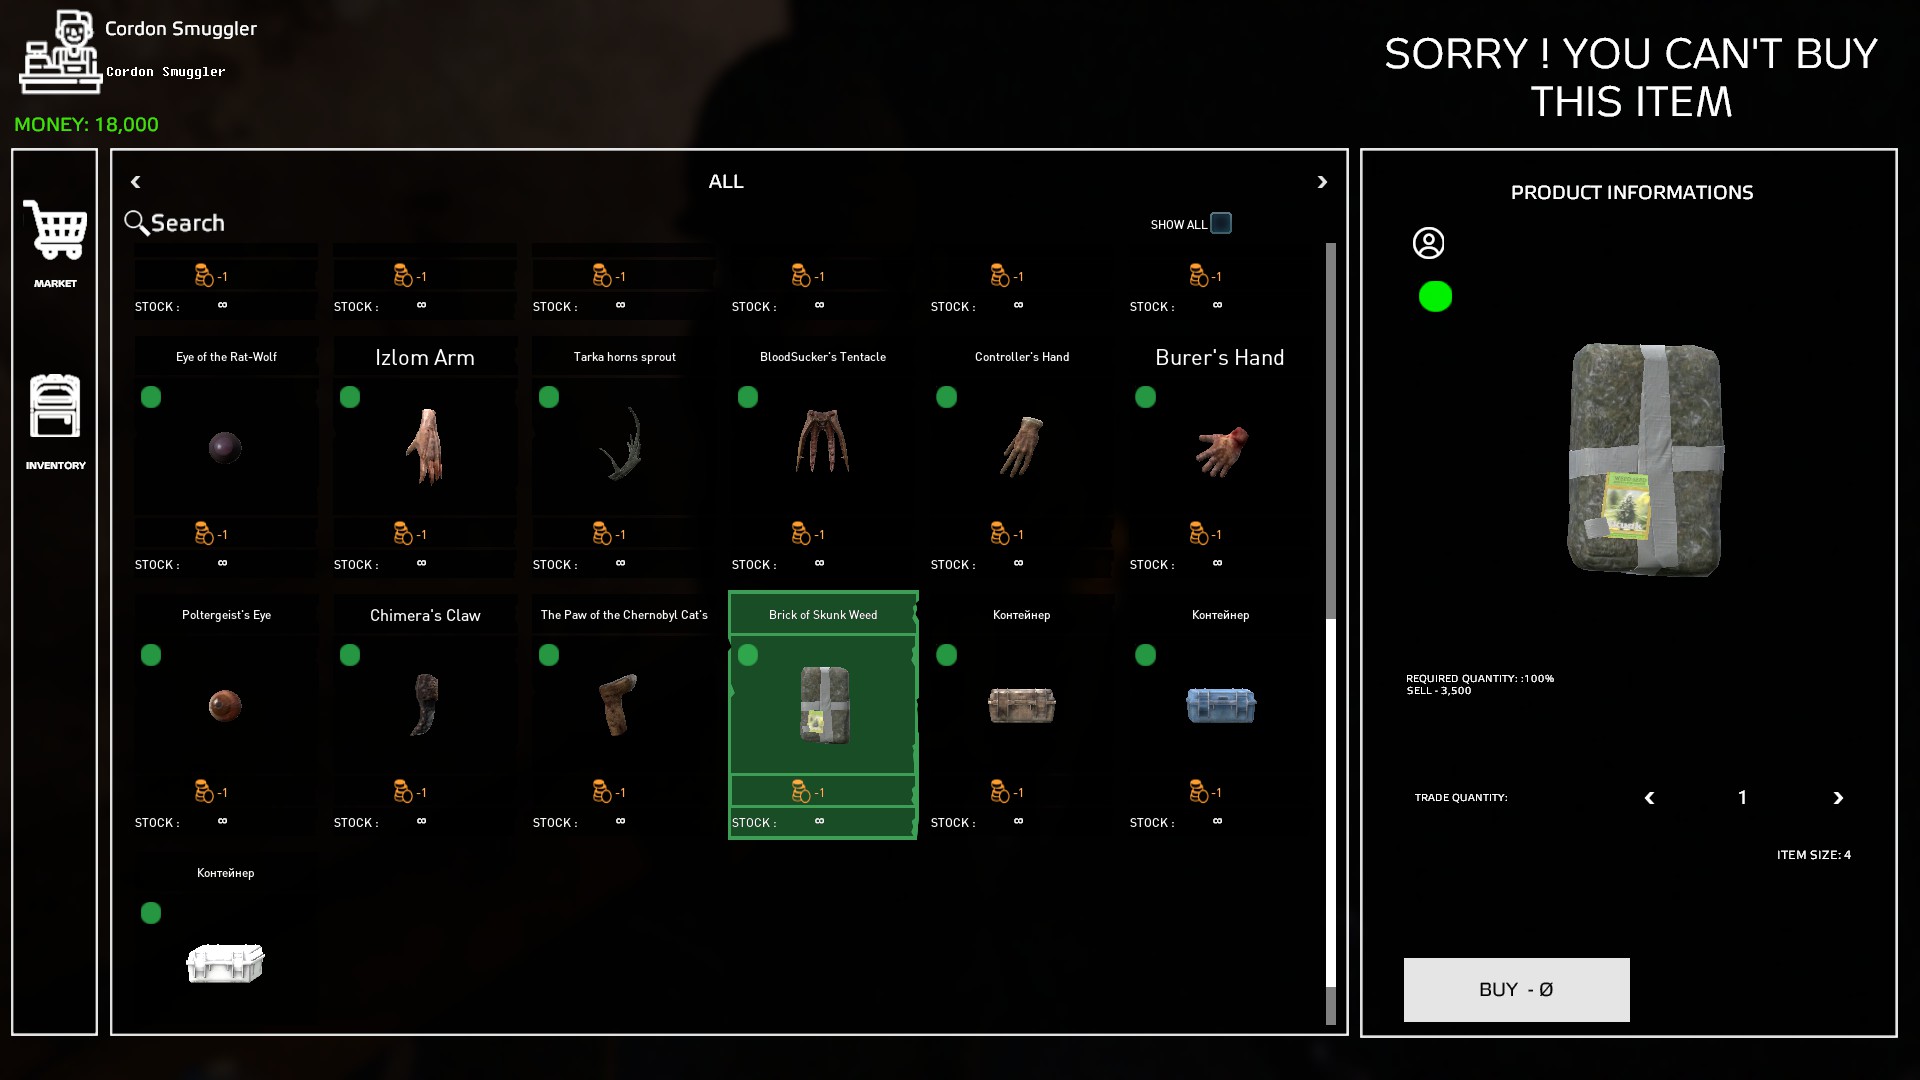 Cordon Smuggler
Cordon Smuggler
MONEY: 18,000
SORRY ! YOU CAN'T BUY
THIS ITEM
MARKET
INVENTORY
ALL
Search
SHOW ALL
-1 -1 -1 -1 -1 -1
STOCK : ∞ STOCK : ∞ STOCK : ∞ STOCK : ∞ STOCK : ∞ STOCK : ∞
Eye of the Rat-Wolf Izlom Arm Tarka horns sprout BloodSucker's Tentacle Controller's Hand Burer's Hand
-1 -1 -1 -1 -1 -1
STOCK : ∞ STOCK : ∞ STOCK : ∞ STOCK : ∞ STOCK : ∞ STOCK : ∞
Poltergeist's Eye Chimera's Claw The Paw of the Chernobyl Cat's Brick of Skunk Weed Контейнер Контейнер
-1 -1 -1 -1 -1 -1
STOCK : ∞ STOCK : ∞ STOCK : ∞ STOCK : ∞ STOCK : ∞ STOCK : ∞
Контейнер
PRODUCT INFORMATIONS
REQUIRED QUANTITY: :100%
SELL - 3,500
TRADE QUANTITY: 1
ITEM SIZE: 4
BUY - Ø